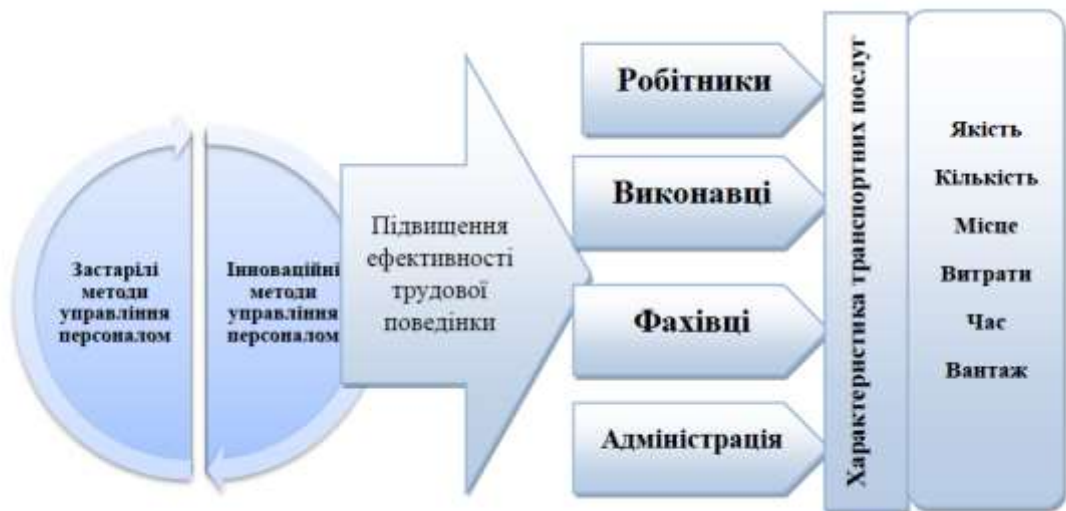 Застарілі
методи
управління
персоналом
Інноваційні
методи
управління
персоналом
Підвищення
ефективності
трудової
поведінки
Робітники
Виконавці
Фахівці
Адміністрація
Характеристика транспортних послуг
Якість
Кількість
Місце
Витрати
Час
Вантаж